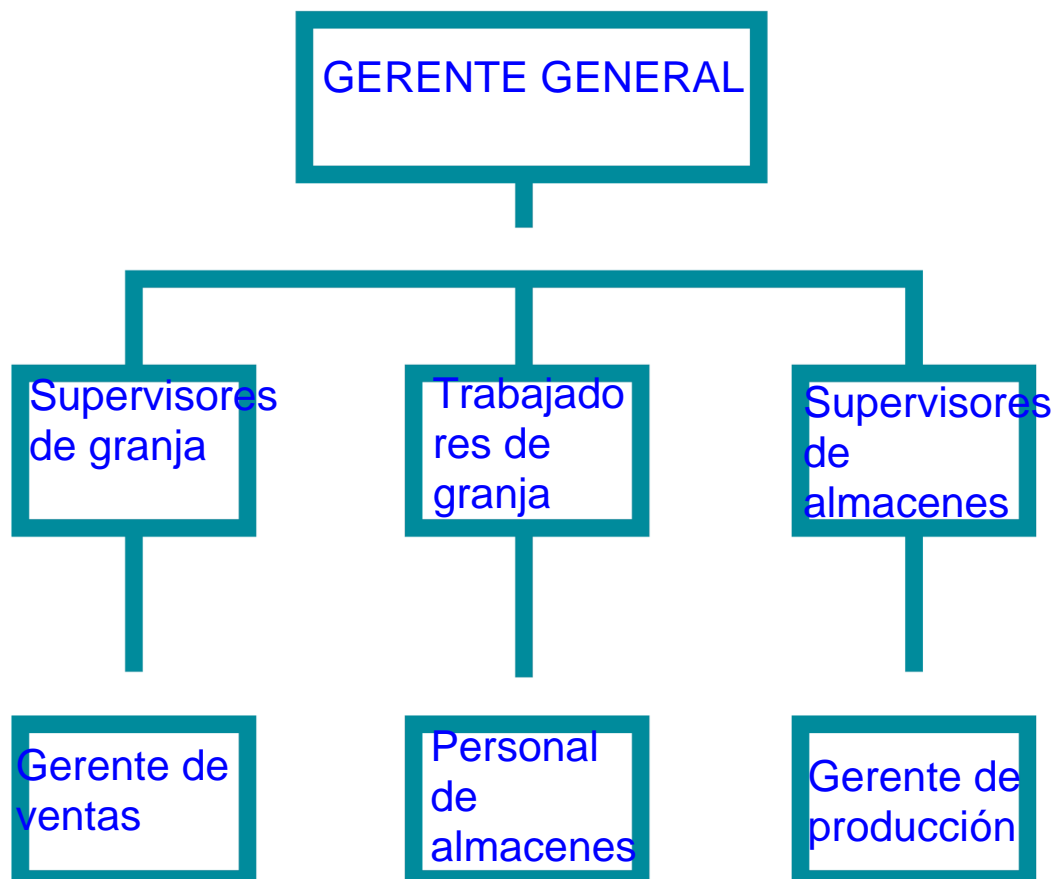 GERENTE GENERAL
Supervisores
de granja
Trabajado
res de
granja
Supervisores
de
almacenes
Gerente de
ventas
Personal
de
almacenes
Gerente de
producción